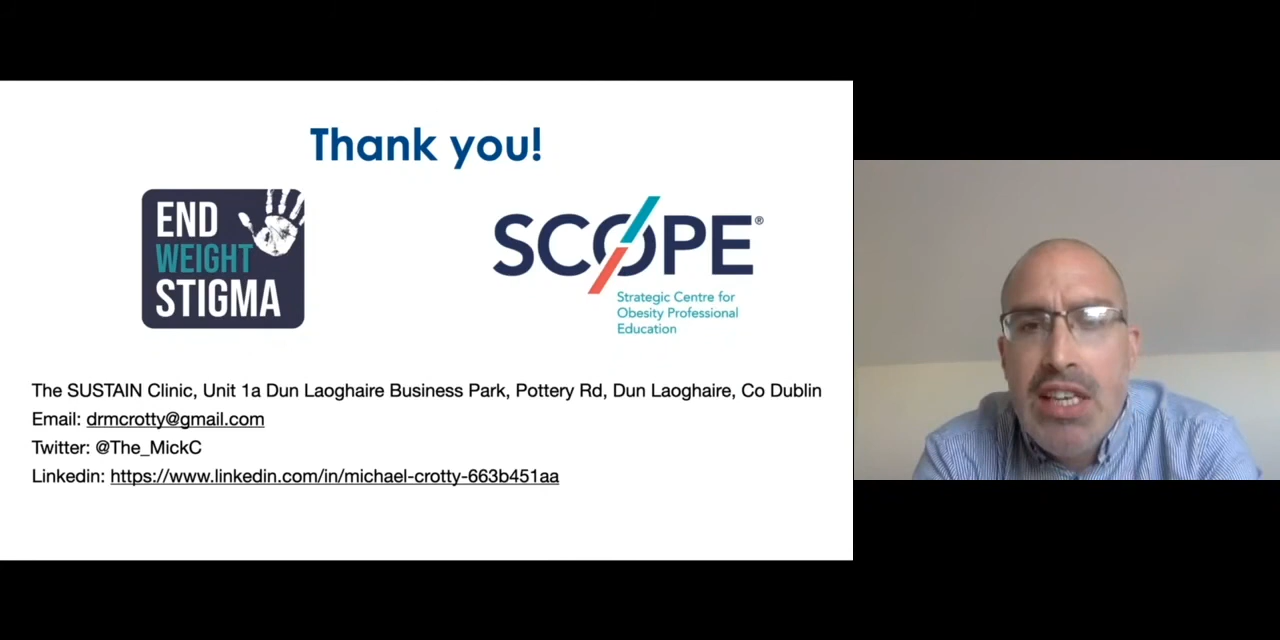 Thank you!
END
WEIGHT
STIGMA
SCOPE®
Strategic Centre for
Obesity Professional
Education
The SUSTAIN Clinic, Unit 1a Dun Laoghaire Business Park, Pottery Rd, Dun Laoghaire, Co Dublin
Email: drmcrotty@gmail.com
Twitter: @The_MickC
Linkedin: https://www.linkedin.com/in/michael-crotty-663b451aa